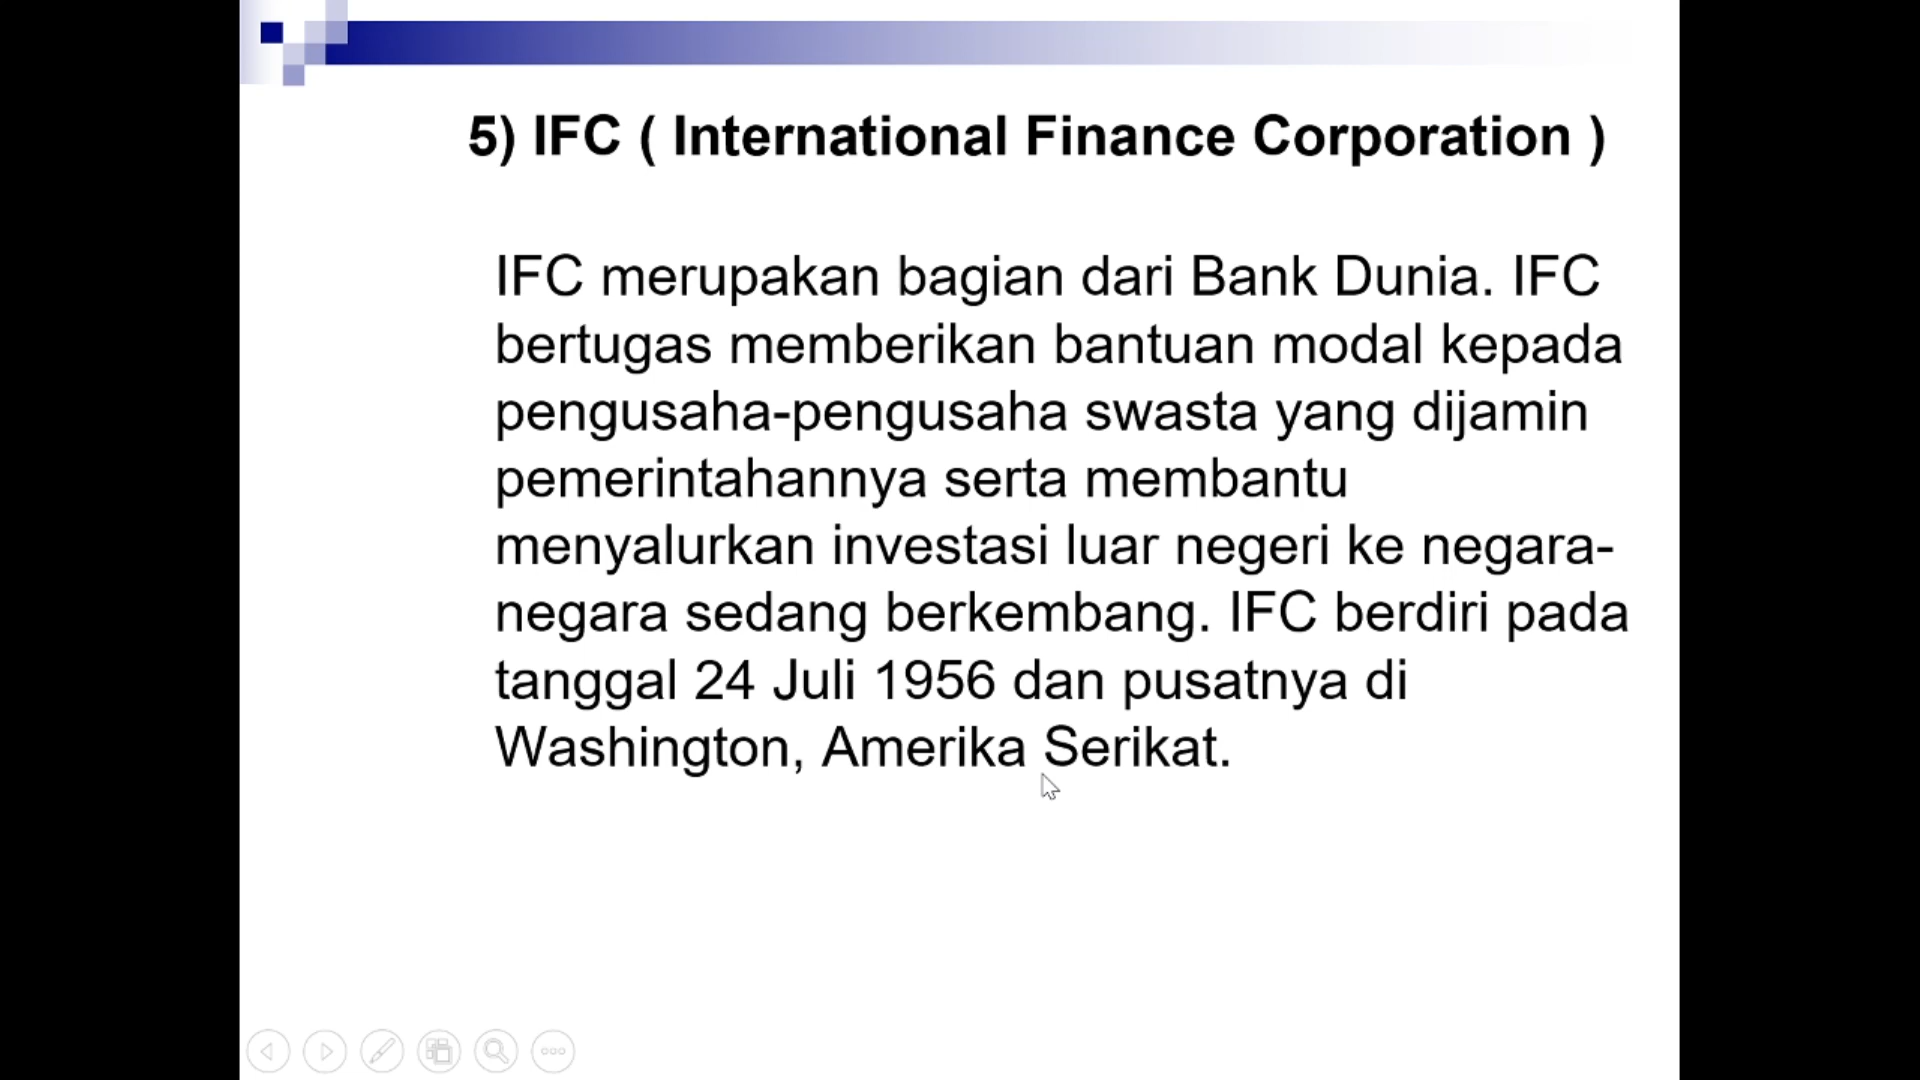 5) IFC ( International Finance Corporation )
IFC merupakan bagian dari Bank Dunia. IFC
bertugas memberikan bantuan modal kepada
pengusaha-pengusaha swasta yang dijamin
pemerintahannya serta membantu
menyalurkan investasi luar negeri ke negara-
negara sedang berkembang. IFC berdiri pada
tanggal 24 Juli 1956 dan pusatnya di
Washington, Amerika Serikat.